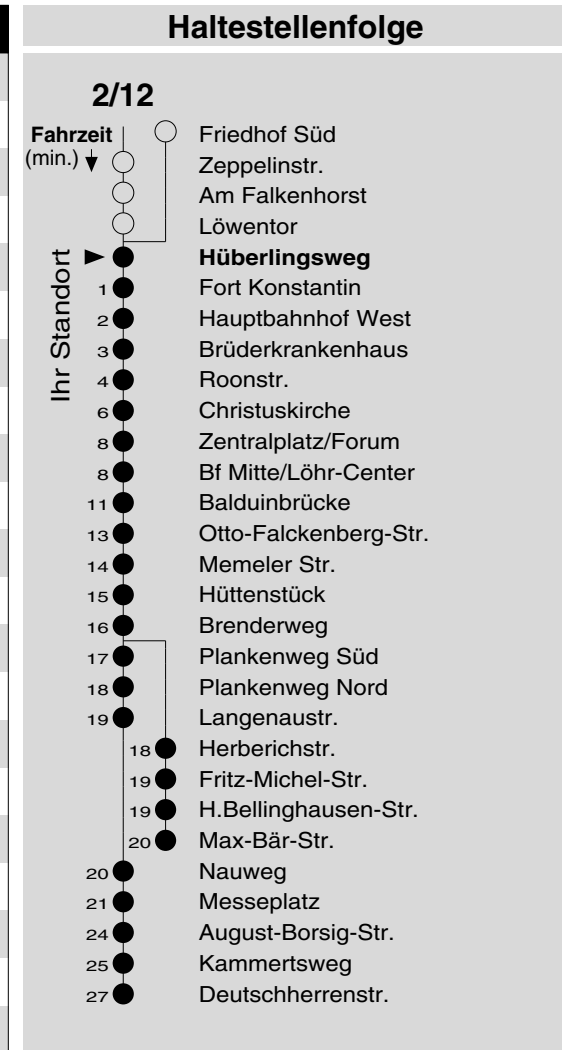 Haltestellenfolge
2/12
Fahrzeit
(min.)
Ihr Standort
Friedhof Süd
Zeppelinstr.
Am Falkenhorst
Löwentor
Hüberlingsweg
1 Fort Konstantin
2 Hauptbahnhof West
3 Brüderkrankenhaus
4 Roonstr.
6 Christuskirche
8 Zentralplatz/Forum
8 Bf Mitte/Löhr-Center
11 Balduinbrücke
13 Otto-Falckenberg-Str.
14 Memeler Str.
15 Hüttenstück
16 Brenderweg
17 Plankenweg Süd
18 Plankenweg Nord
19 Langenaustr.
18 Herberichstr.
19 Fritz-Michel-Str.
19 H.Bellinghausen-Str.
20 Max-Bär-Str.
20 Nauweg
21 Messeplatz
24 August-Borsig-Str.
25 Kammertsweg
27 Deutschherrenstr.